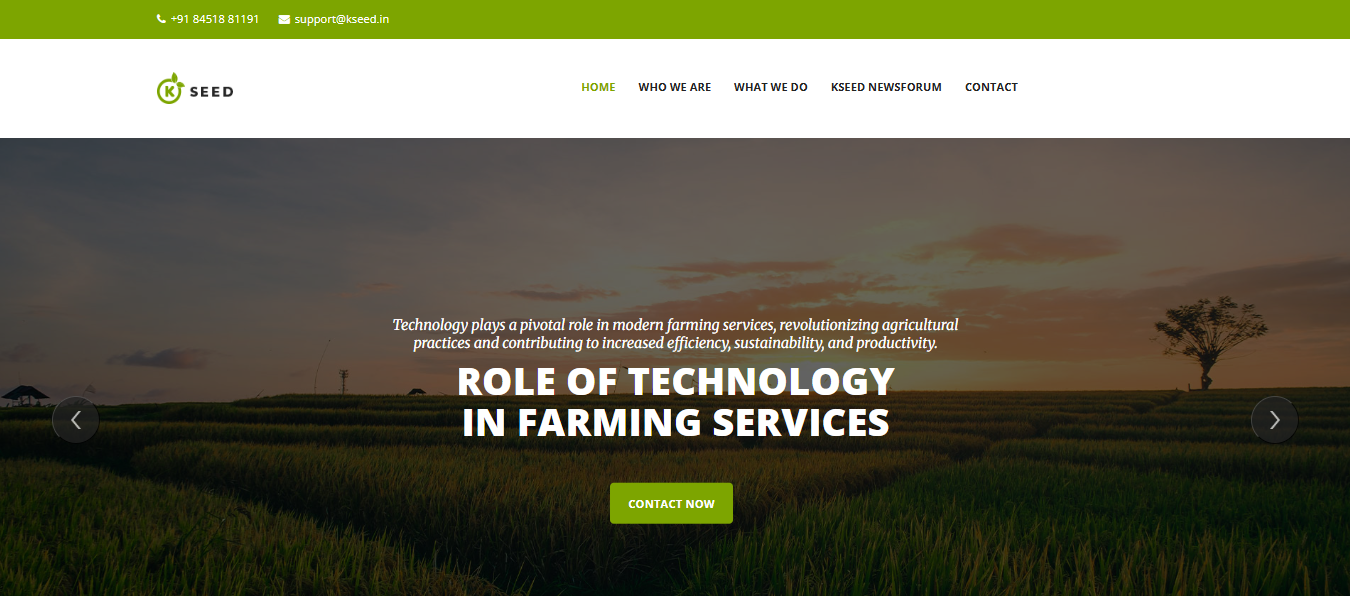 +91 84518 81191 support@kseed.in
K SEED
HOME WHO WE ARE WHAT WE DO KSEED NEWSFORUM CONTACT
Technology plays a pivotal role in modern farming services, revolutionizing agricultural
practices and contributing to increased efficiency, sustainability, and productivity.
ROLE OF TECHNOLOGY
IN FARMING SERVICES
CONTACT NOW